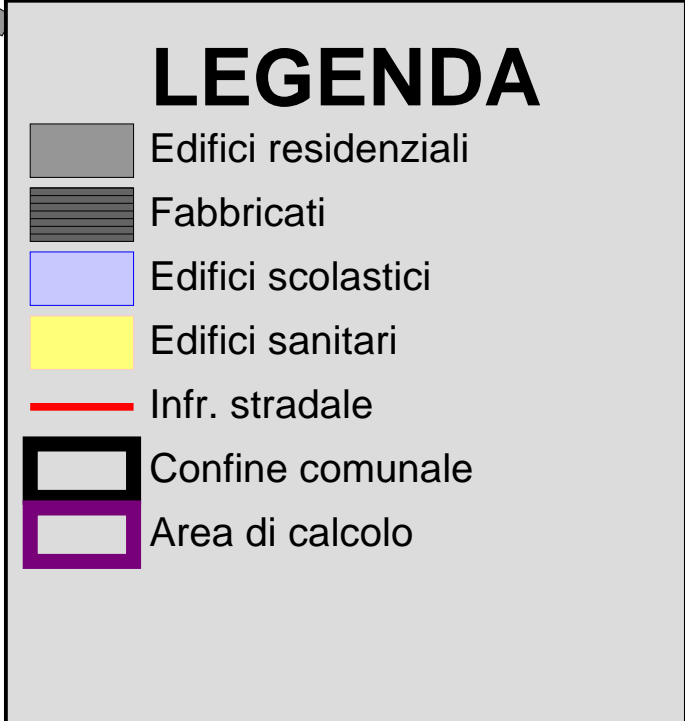 LEGENDA
Edifici residenziali
Fabbricati
Edifici scolastici
Edifici sanitari
Infr. stradale
Confine comunale
Area di calcolo